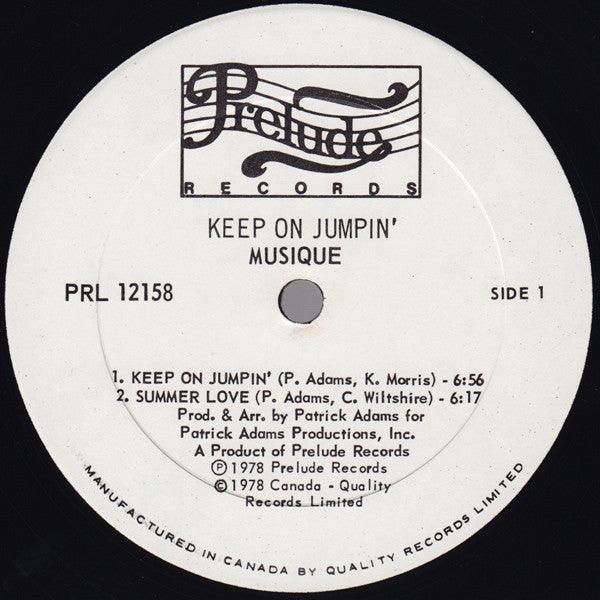 Prelude
RECORDS
KEEP ON JUMPIN'
MUSIQUE
PRL 12158
SIDE 1
1. KEEP ON JUMPIN' (P. Adams, K. Morris) - 6:56
2. SUMMER LOVE (P. Adams, C. Wiltshire) - 6:17
Prod. & Arr. by Patrick Adams for
Patrick Adams Productions, Inc.
A Product of Prelude Records
℗ 1978 Prelude Records
© 1978 Canada - Quality
Records Limited
MANUFACTURED IN CANADA BY QUALITY RECORDS LIMITED